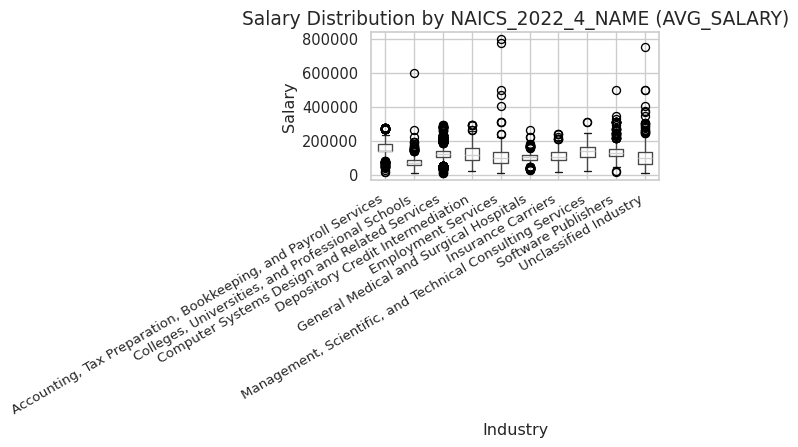 Salary Distribution by NAICS_2022_4_NAME (AVG_SALARY)
Salary
800000
600000
400000
200000
0
Accounting, Tax Preparation, Bookkeeping, and Payroll Services
Colleges, Universities, and Professional Schools
Computer Systems Design and Related Services
Depository Credit Intermediation
Employment Services
General Medical and Surgical Hospitals
Insurance Carriers
Management, Scientific, and Technical Consulting Services
Software Publishers
Unclassified Industry
Industry